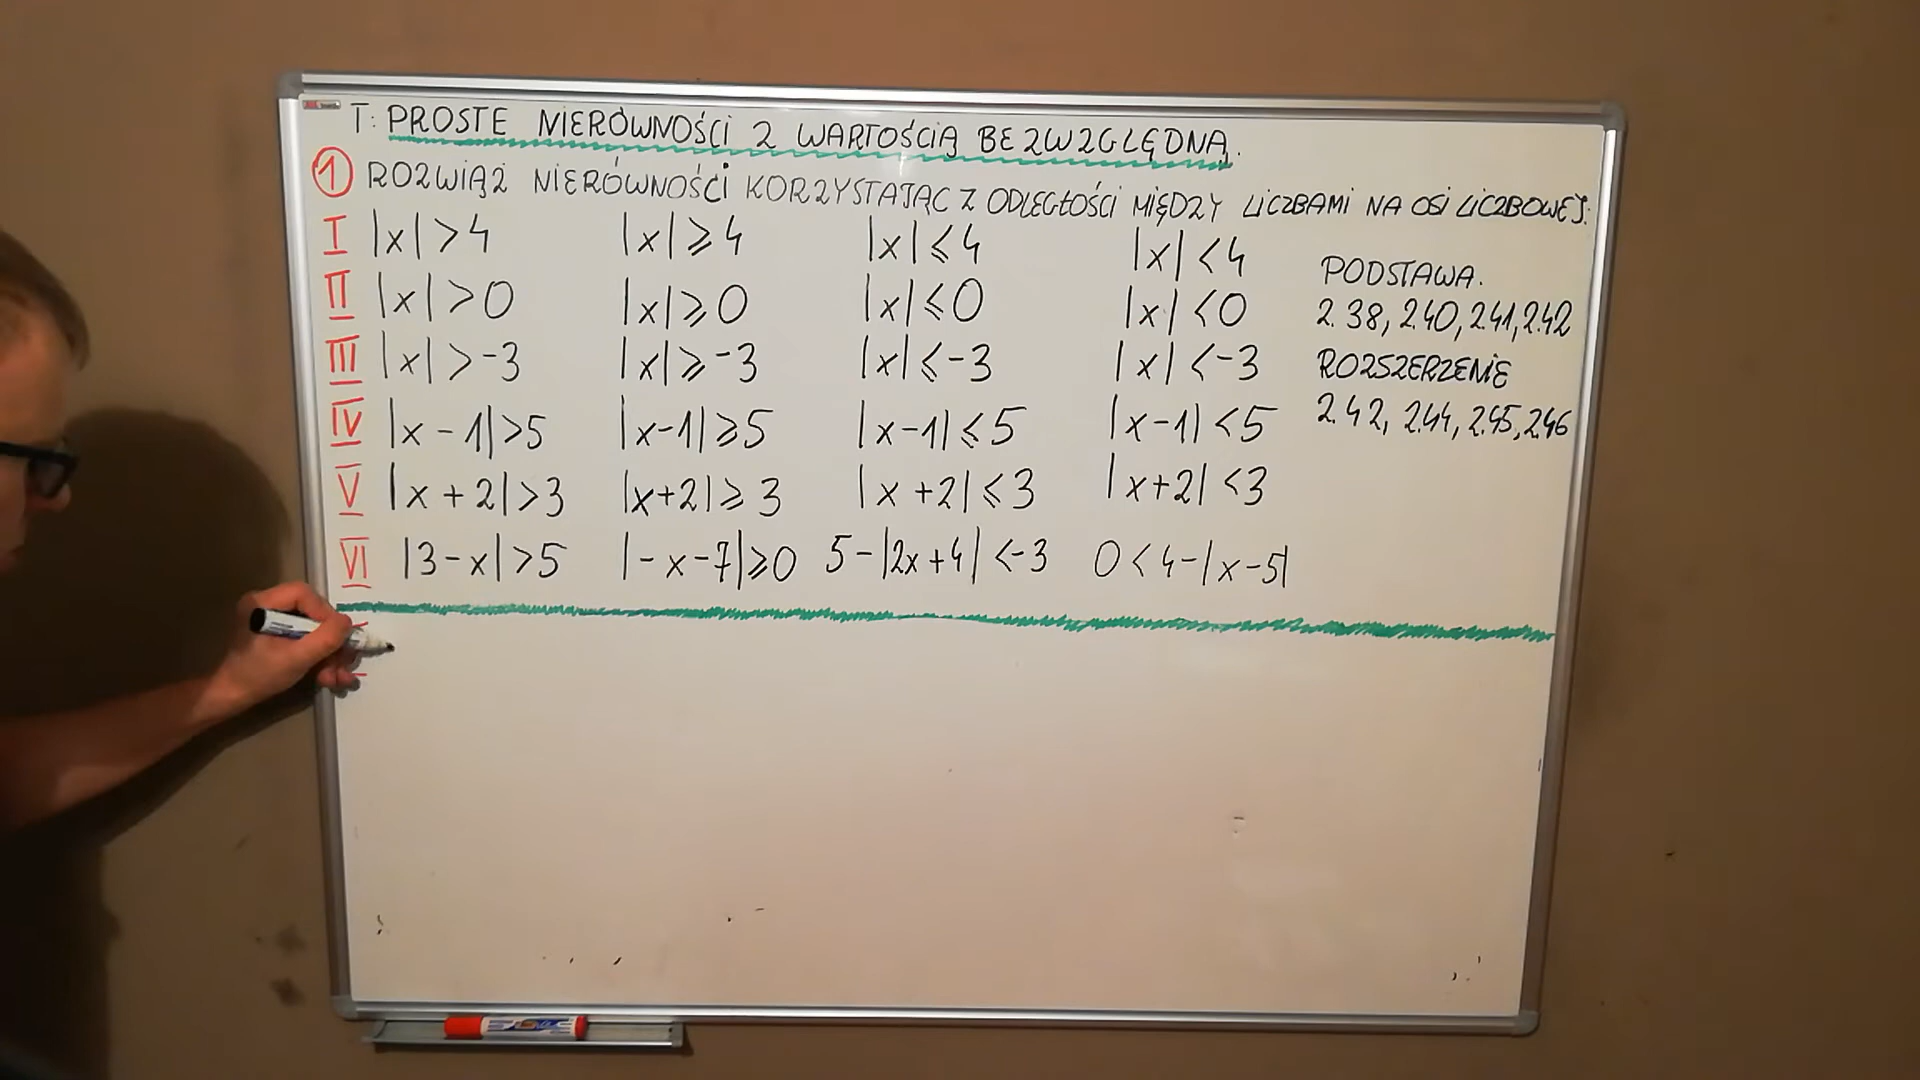 T: PROSTE NIERÓWNOŚCI Z WARTOŚCIĄ BEZWZGLĘDNĄ.
1 ROZWIĄŻ NIERÓWNOŚCI KORZYSTAJĄC Z ODLEGŁOŚCI MIĘDZY LICZBAMI NA OSI LICZBOWEJ:
I |x|>4 |x|⩾4 |x|⩽4 |x|<4
PODSTAWA.
II |x|>0 |x|⩾0 |x|⩽0 |x|<0
2.38, 2.40, 2.41, 2.42
III |x|>-3 |x|⩾-3 |x|⩽-3 |x|<-3
ROZSZERZENIE
IV |x-1|>5 |x-1|⩾5 |x-1|⩽5 |x-1|<5
2.42, 2.44, 2.45, 2.46
V |x+2|>3 |x+2|⩾3 |x+2|⩽3 |x+2|<3
VI |3-x|>5 |-x-7|⩾0 5-|2x+4|<-3 0<4-|x-5|